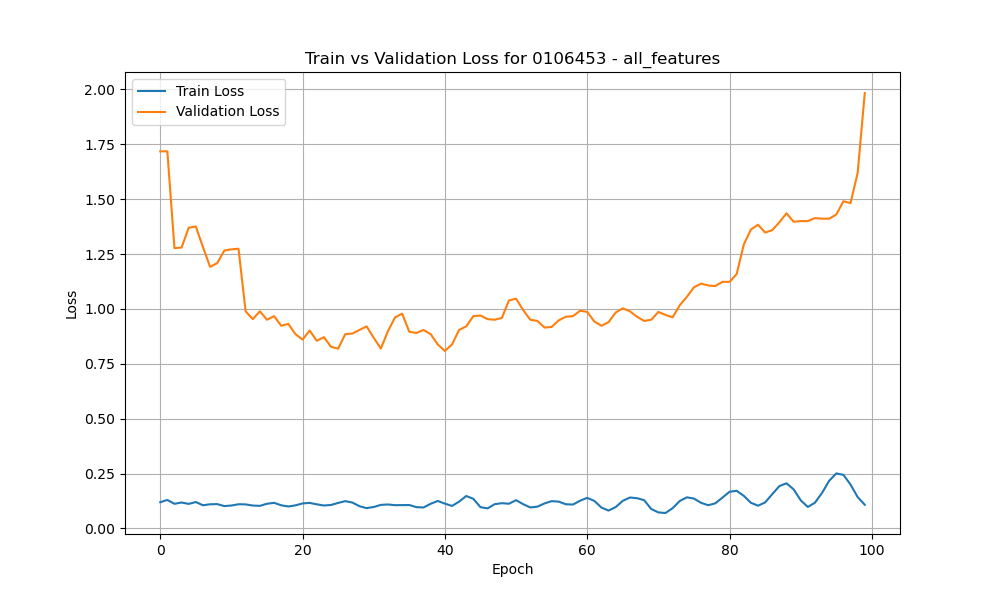 Train vs Validation Loss for 0106453 - all_features
Train Loss
Validation Loss
2.00
1.75
1.50
1.25
1.00
0.75
0.50
0.25
0.00
Loss
0 20 40 60 80 100
Epoch